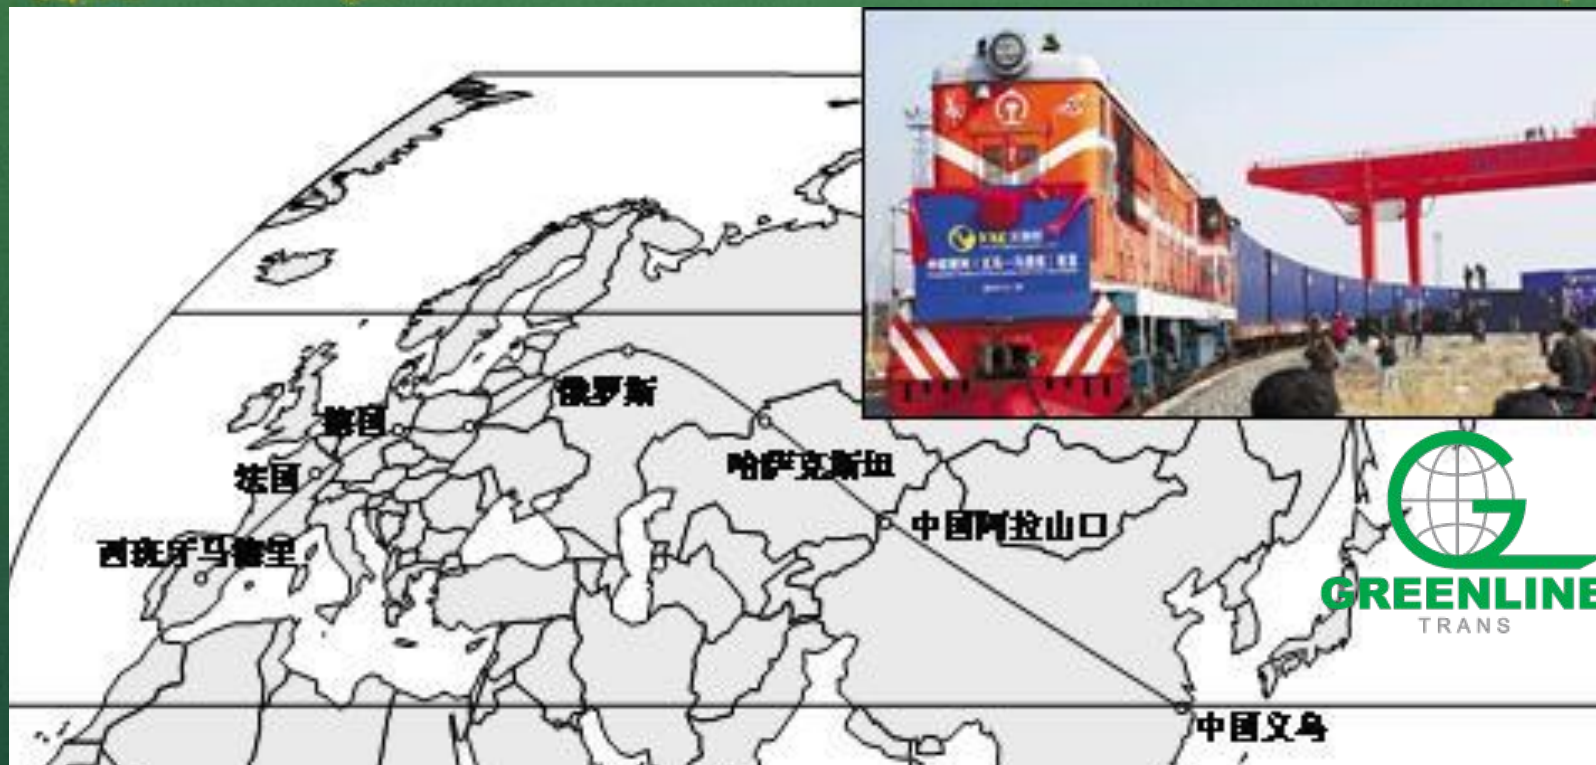 俄罗斯
德国
哈萨克斯坦
法国
中国阿拉山口
西班牙马德里
GREENLINE
TRANS
中国义乌